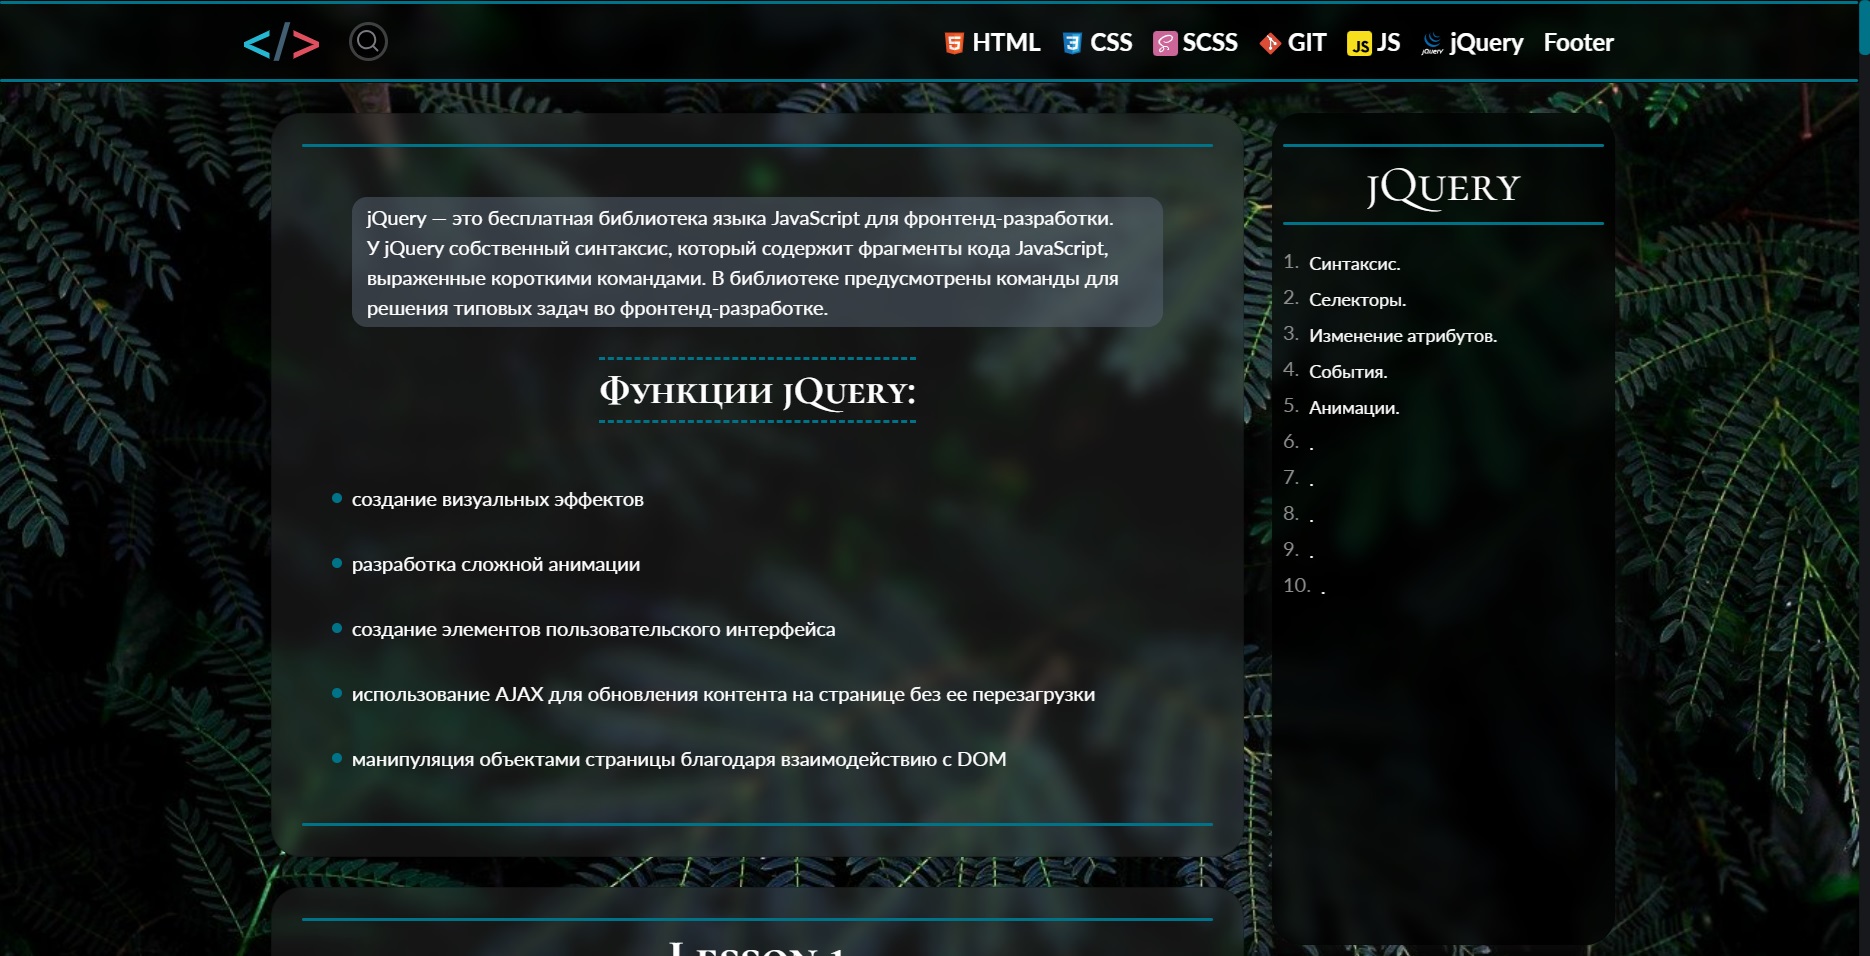 </>
HTML CSS SCSS GIT JS jQuery Footer
jQuery — это бесплатная библиотека языка JavaScript для фронтенд-разработки.
У jQuery собственный синтаксис, который содержит фрагменты кода JavaScript,
выраженные короткими командами. В библиотеке предусмотрены команды для
решения типовых задач во фронтенд-разработке.
Функции jQuery:
создание визуальных эффектов
разработка сложной анимации
создание элементов пользовательского интерфейса
использование AJAX для обновления контента на странице без ее перезагрузки
манипуляция объектами страницы благодаря взаимодействию с DOM
Lesson 1
jQuery
1. Синтаксис.
2. Селекторы.
3. Изменение атрибутов.
4. События.
5. Анимации.
6. .
7. .
8. .
9. .
10. .